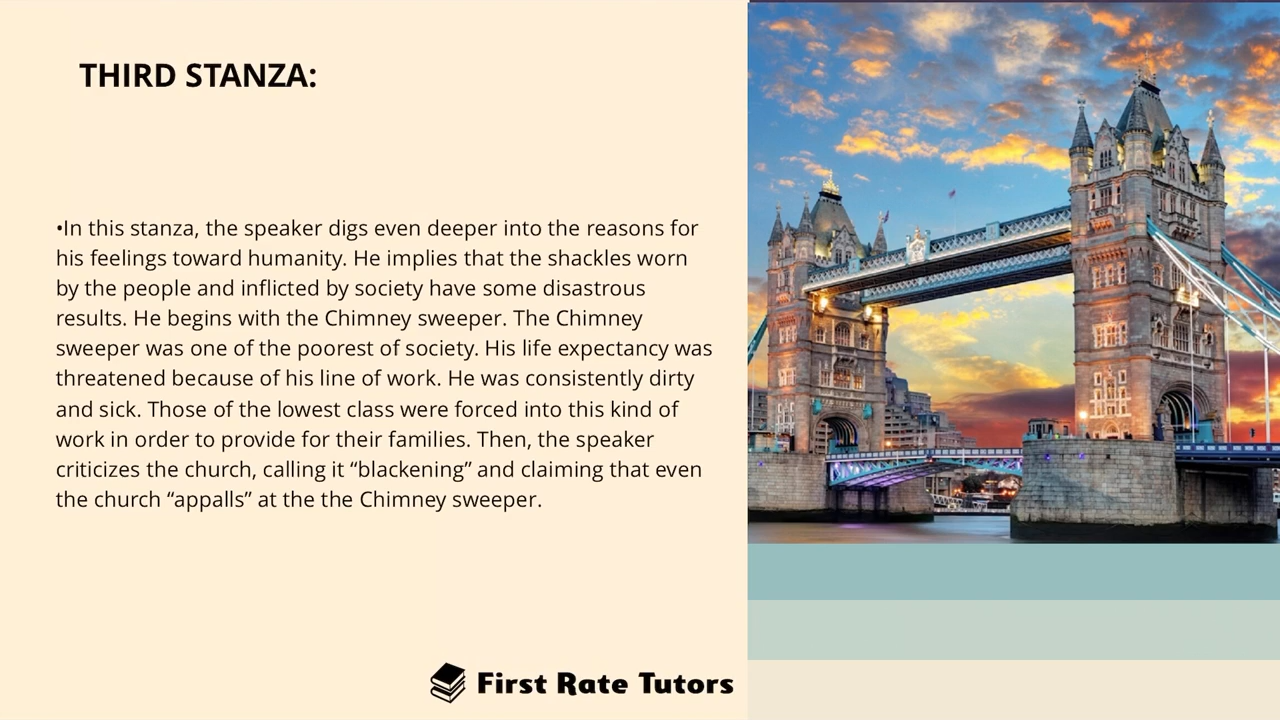 THIRD STANZA:
•In this stanza, the speaker digs even deeper into the reasons for
his feelings toward humanity. He implies that the shackles worn
by the people and inflicted by society have some disastrous
results. He begins with the Chimney sweeper. The Chimney
sweeper was one of the poorest of society. His life expectancy was
threatened because of his line of work. He was consistently dirty
and sick. Those of the lowest class were forced into this kind of
work in order to provide for their families. Then, the speaker
criticizes the church, calling it “blackening” and claiming that even
the church “appalls” at the the Chimney sweeper.
First Rate Tutors